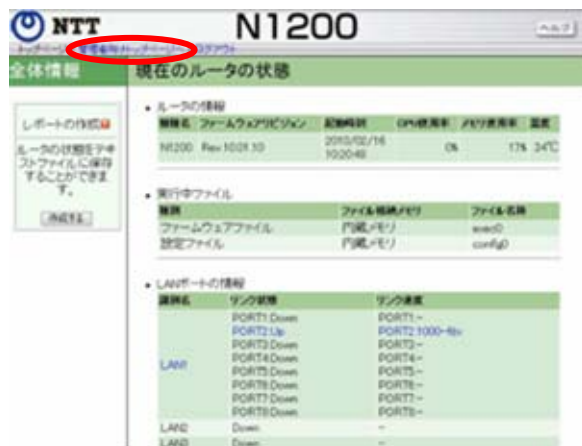 NTT
N1200
ヘルプ
トップページ 管理者向けトップページへ ログアウト
全体情報
現在のルータの状態
レポートの作成
ルータの状態をテキストファイルに保存することができます。
作成する
• ルータの情報
機種名 ファームウェアリビジョン 起動時刻 CPU使用率 メモリ使用率 温度
N1200 Rev.10.01.10 2010/02/16 10:20:48 0% 17% 34℃
• 実行中ファイル
種別 ファイル格納メモリ ファイル名称
ファームウェアファイル 内蔵メモリ exec0
設定ファイル 内蔵メモリ config0
• LANポートの情報
識別名 リンク状態 リンク速度
LAN1
PORT1:Down PORT1:-
PORT2:Up PORT2:1000-fdx
PORT3:Down PORT3:-
PORT4:Down PORT4:-
PORT5:Down PORT5:-
PORT6:Down PORT6:-
PORT7:Down PORT7:-
PORT8:Down PORT8:-
LAN2 Down -
LAN3 Down -